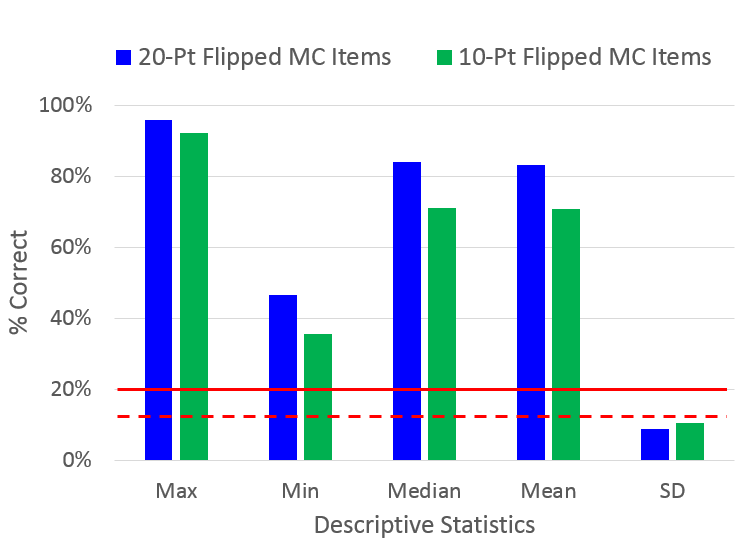 20-Pt Flipped MC Items 10-Pt Flipped MC Items
100%
80%
60%
40%
20%
0%
% Correct
Max Min Median Mean SD
Descriptive Statistics